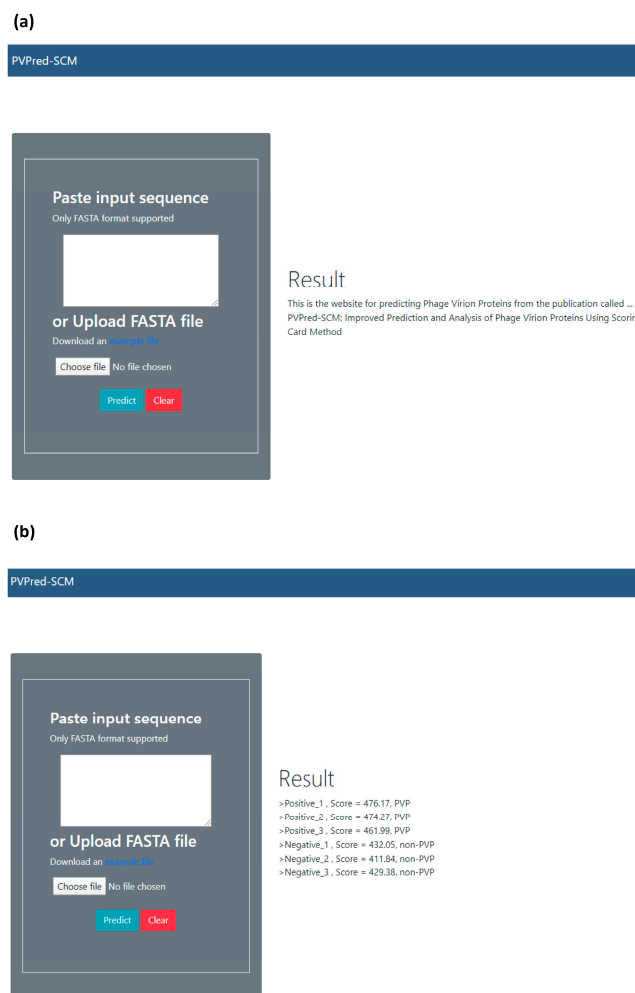 (a)
PVPred-SCM
Paste input sequence
Only FASTA format supported
or Upload FASTA file
Download an example file
Choose file No file chosen
Predict Clear
Result
This is the website for predicting Phage Virion Proteins from the publication called ...
PVPred-SCM: Improved Prediction and Analysis of Phage Virion Proteins Using Scorin
Card Method
(b)
PVPred-SCM
Paste input sequence
Only FASTA format supported
or Upload FASTA file
Download an example file
Choose file No file chosen
Predict Clear
Result
>Positive_1 , Score = 476.17, PVP
>Positive_2 , Score = 474.27, PVP
>Positive_3 , Score = 461.99, PVP
>Negative_1 , Score = 432.05, non-PVP
>Negative_2 , Score = 411.84, non-PVP
>Negative_3 , Score = 429.38, non-PVP